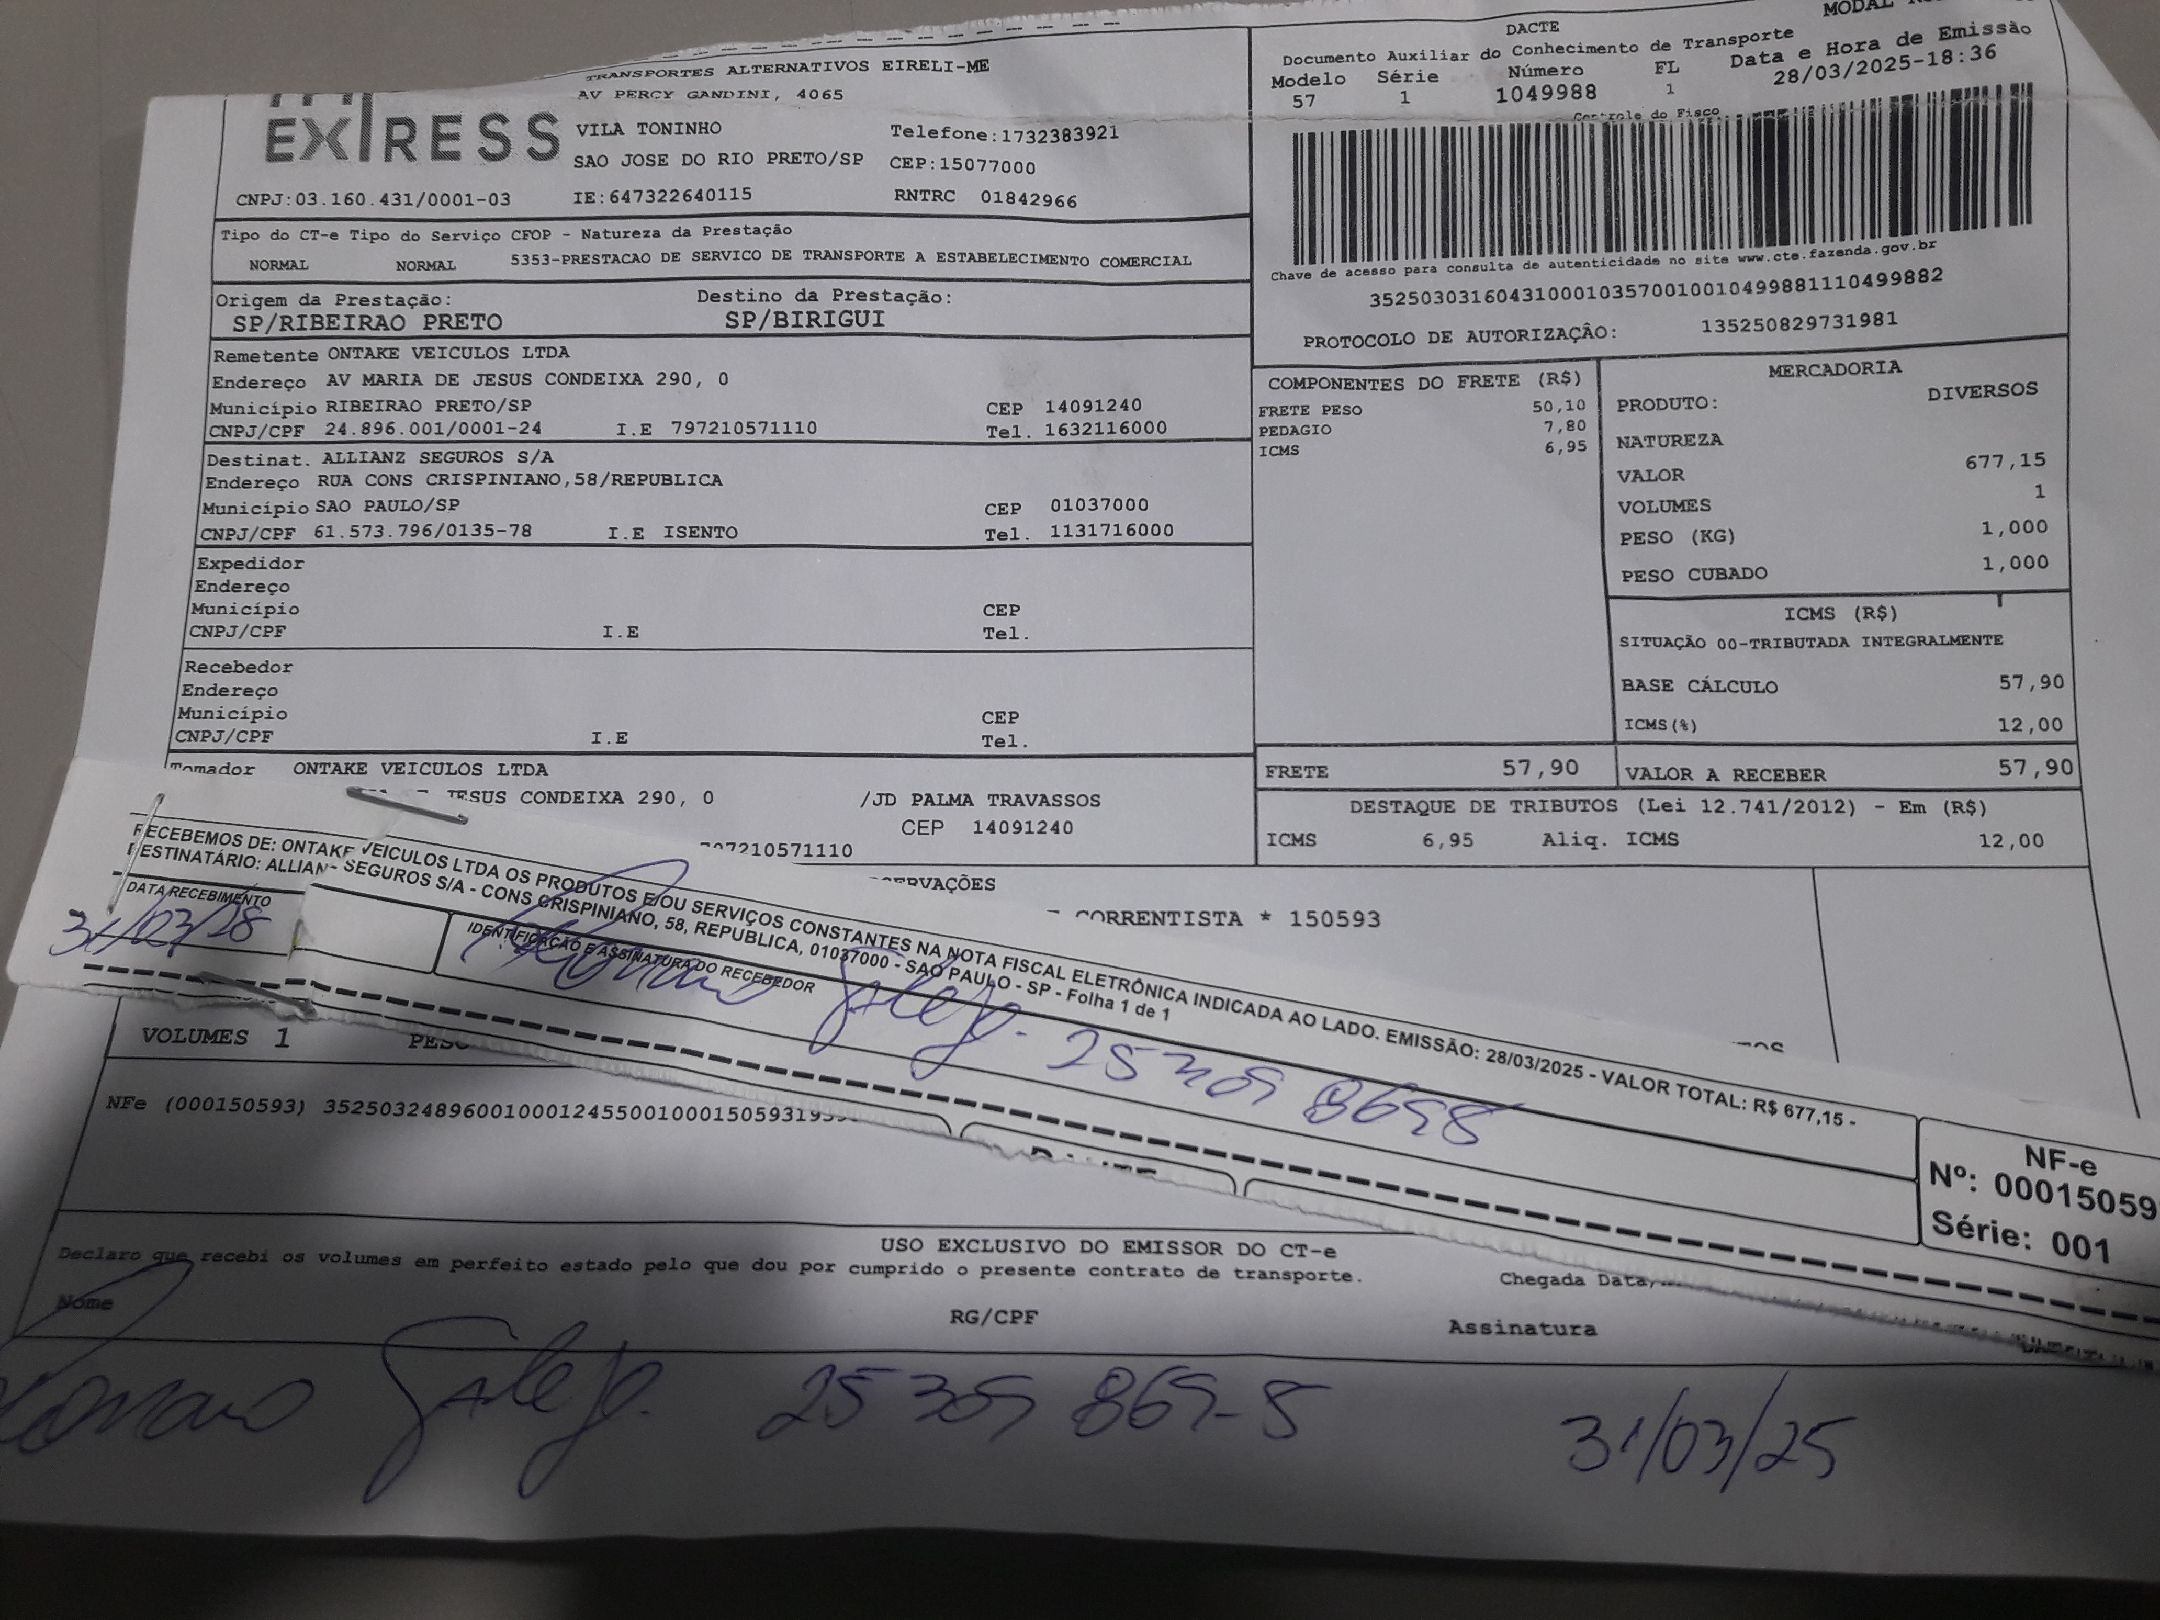 EXPRESS
TRANSPORTES ALTERNATIVOS EIRELI-ME
AV PERCY GANDINI, 4065
VILA TONINHO Telefone:1732383921
SAO JOSE DO RIO PRETO/SP CEP:15077000
CNPJ:03.160.431/0001-03 IE:647322640115 RNTRC 01842966
Tipo do CT-e Tipo do Serviço CFOP - Natureza da Prestação
NORMAL NORMAL 5353-PRESTACAO DE SERVICO DE TRANSPORTE A ESTABELECIMENTO COMERCIAL
Origem da Prestação: Destino da Prestação:
SP/RIBEIRAO PRETO SP/BIRIGUI
Remetente ONTAKE VEICULOS LTDA
Endereço AV MARIA DE JESUS CONDEIXA 290, 0
Município RIBEIRAO PRETO/SP CEP 14091240
CNPJ/CPF 24.896.001/0001-24 I.E 797210571110 Tel. 1632116000
Destinat. ALLIANZ SEGUROS S/A
Endereço RUA CONS CRISPINIANO,58/REPUBLICA
Município SAO PAULO/SP CEP 01037000
CNPJ/CPF 61.573.796/0135-78 I.E ISENTO Tel. 1131716000
Expedidor
Endereço
Município CEP
CNPJ/CPF I.E Tel.
Recebedor
Endereço
Município CEP
CNPJ/CPF I.E Tel.
Tomador ONTAKE VEICULOS LTDA
JESUS CONDEIXA 290, 0 /JD PALMA TRAVASSOS
CEP 14091240
797210571110
MODAL
DACTE
Documento Auxiliar do Conhecimento de Transporte
Modelo Série Número FL Data e Hora de Emissão
57 1 1049988 1 28/03/2025-18:36
Controle do Fisco
Chave de acesso para consulta de autenticidade no site www.cte.fazenda.gov.br
35250303160431000103570010010499881110499882
PROTOCOLO DE AUTORIZAÇÃO: 135250829731981
COMPONENTES DO FRETE (R$)
FRETE PESO 50,10
PEDAGIO 7,80
ICMS 6,95
MERCADORIA
PRODUTO: DIVERSOS
NATUREZA
VALOR 677,15
VOLUMES 1
PESO (KG) 1,000
PESO CUBADO 1,000
ICMS (R$)
SITUAÇÃO 00-TRIBUTADA INTEGRALMENTE
BASE CÁLCULO 57,90
ICMS(%) 12,00
FRETE 57,90 VALOR A RECEBER 57,90
DESTAQUE DE TRIBUTOS (Lei 12.741/2012) - Em (R$)
ICMS 6,95 Aliq. ICMS 12,00
OBSERVAÇÕES
CORRENTISTA * 150593
RECEBEMOS DE: ONTAKE VEICULOS LTDA OS PRODUTOS E/OU SERVIÇOS CONSTANTES NA NOTA FISCAL ELETRÔNICA INDICADA AO LADO. EMISSÃO: 28/03/2025 - VALOR TOTAL: R$ 677,15 -
DESTINATÁRIO: ALLIANZ SEGUROS S/A - CONS CRISPINIANO, 58, REPUBLICA, 01037000 - SAO PAULO - SP - Folha 1 de 1
DATA RECEBIMENTO IDENTIFICAÇÃO E ASSINATURA DO RECEBEDOR
NF-e
Nº: 00015059
Série: 001
VOLUMES 1 PESO
NFe (000150593) 3525032489600100012455001000150593
USO EXCLUSIVO DO EMISSOR DO CT-e
Declaro que recebi os volumes em perfeito estado pelo que dou por cumprido o presente contrato de transporte. Chegada Data
Nome RG/CPF Assinatura
25 309 869-8 31/03/25